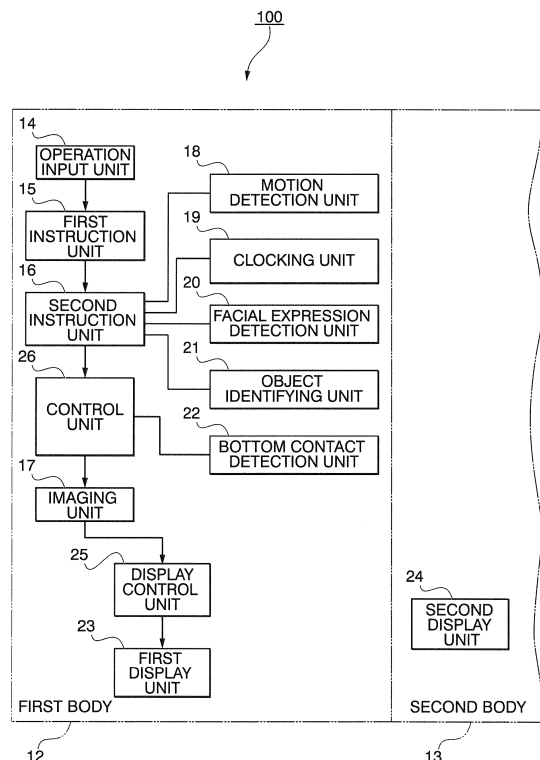 100
14
OPERATION
INPUT UNIT
15
FIRST
INSTRUCTION
UNIT
16
SECOND
INSTRUCTION
UNIT
26
CONTROL
UNIT
17
IMAGING
UNIT
25
DISPLAY
CONTROL
UNIT
23
FIRST
DISPLAY
UNIT
18
MOTION
DETECTION UNIT
19
CLOCKING UNIT
20
FACIAL EXPRESSION
DETECTION UNIT
21
OBJECT
IDENTIFYING UNIT
22
BOTTOM CONTACT
DETECTION UNIT
24
SECOND
DISPLAY
UNIT
FIRST BODY
SECOND BODY
12
13